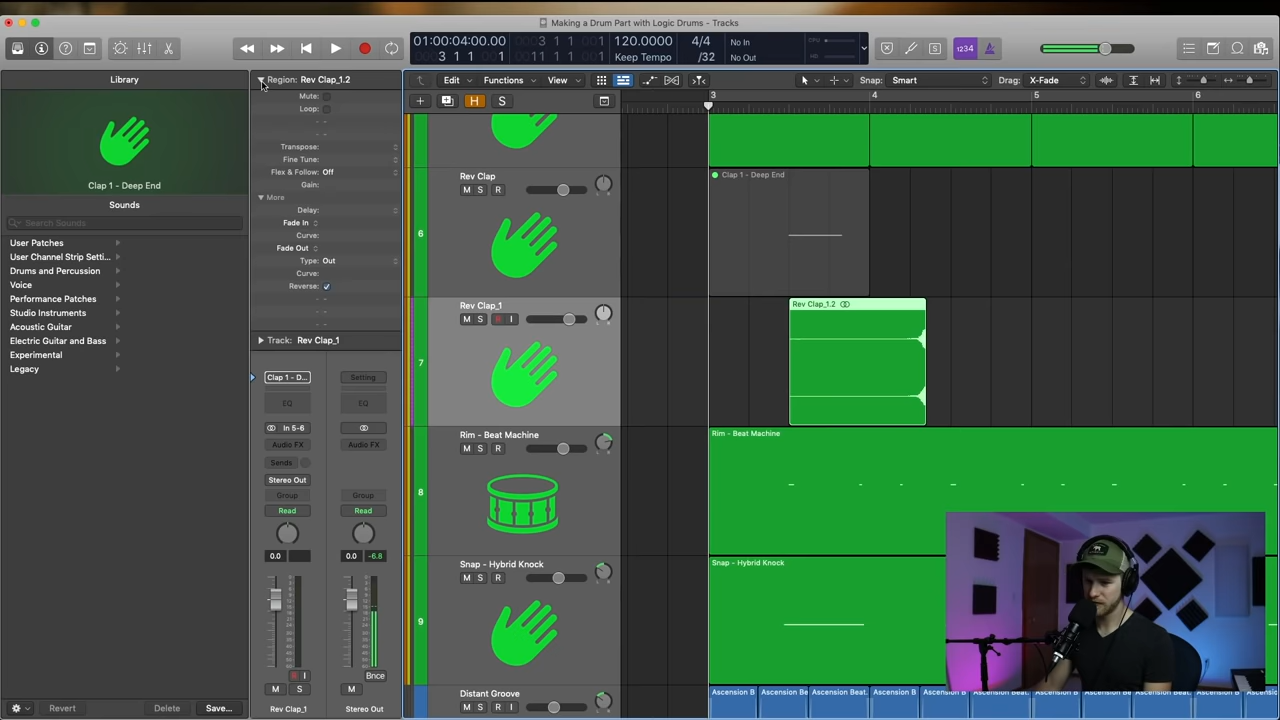 Making a Drum Part with Logic Drums - Tracks
01:00:04:00.00
3 1 1 1
120.0000
Keep Tempo
4/4
/32
No In
No Out
CPU
HD
1234
Library
Clap 1 - Deep End
Sounds
Search Sounds
User Patches
User Channel Strip Setti...
Drums and Percussion
Voice
Performance Patches
Studio Instruments
Acoustic Guitar
Electric Guitar and Bass
Experimental
Legacy
Revert
Delete
Save...
Region: Rev Clap_1.2
Mute:
Loop:
Transpose:
Fine Tune:
Flex & Follow: Off
Gain:
More
Delay:
Fade In
Curve:
Fade Out
Type: Out
Curve:
Reverse:
Track: Rev Clap_1
Clap 1 - D...
Setting
EQ
EQ
In 5-6
Audio FX
Audio FX
Sends
Stereo Out
Group
Group
Read
Read
0.0
0.0 -6.8
R I
Bnce
M S
M
Rev Clap_1
Stereo Out
Edit
Functions
View
Snap: Smart
Drag: X-Fade
H S
3
4
5
6
6
Rev Clap
M S R
Clap 1 - Deep End
7
Rev Clap_1
M S R I
Rev Clap_1.2
8
Rim - Beat Machine
M S R
Rim - Beat Machine
9
Snap - Hybrid Knock
M S R
Snap - Hybrid Knock
Distant Groove
M S R
Ascension B
Ascension Be
Ascension Beat.
Ascension B
Ascension Be
Ascension Beat.
Ascension B
Ascension Be
Ascension Beat.
Ascension B